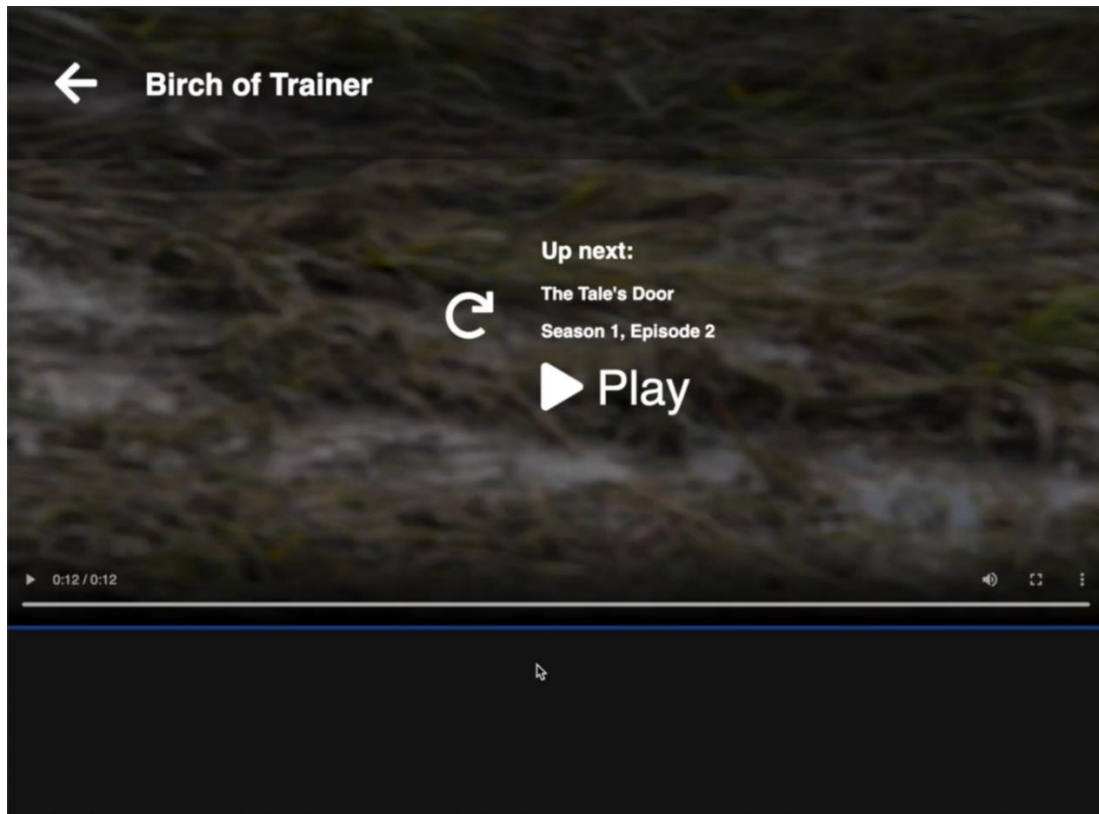 Birch of Trainer
Up next:
The Tale's Door
Season 1, Episode 2
Play
0:12 / 0:12